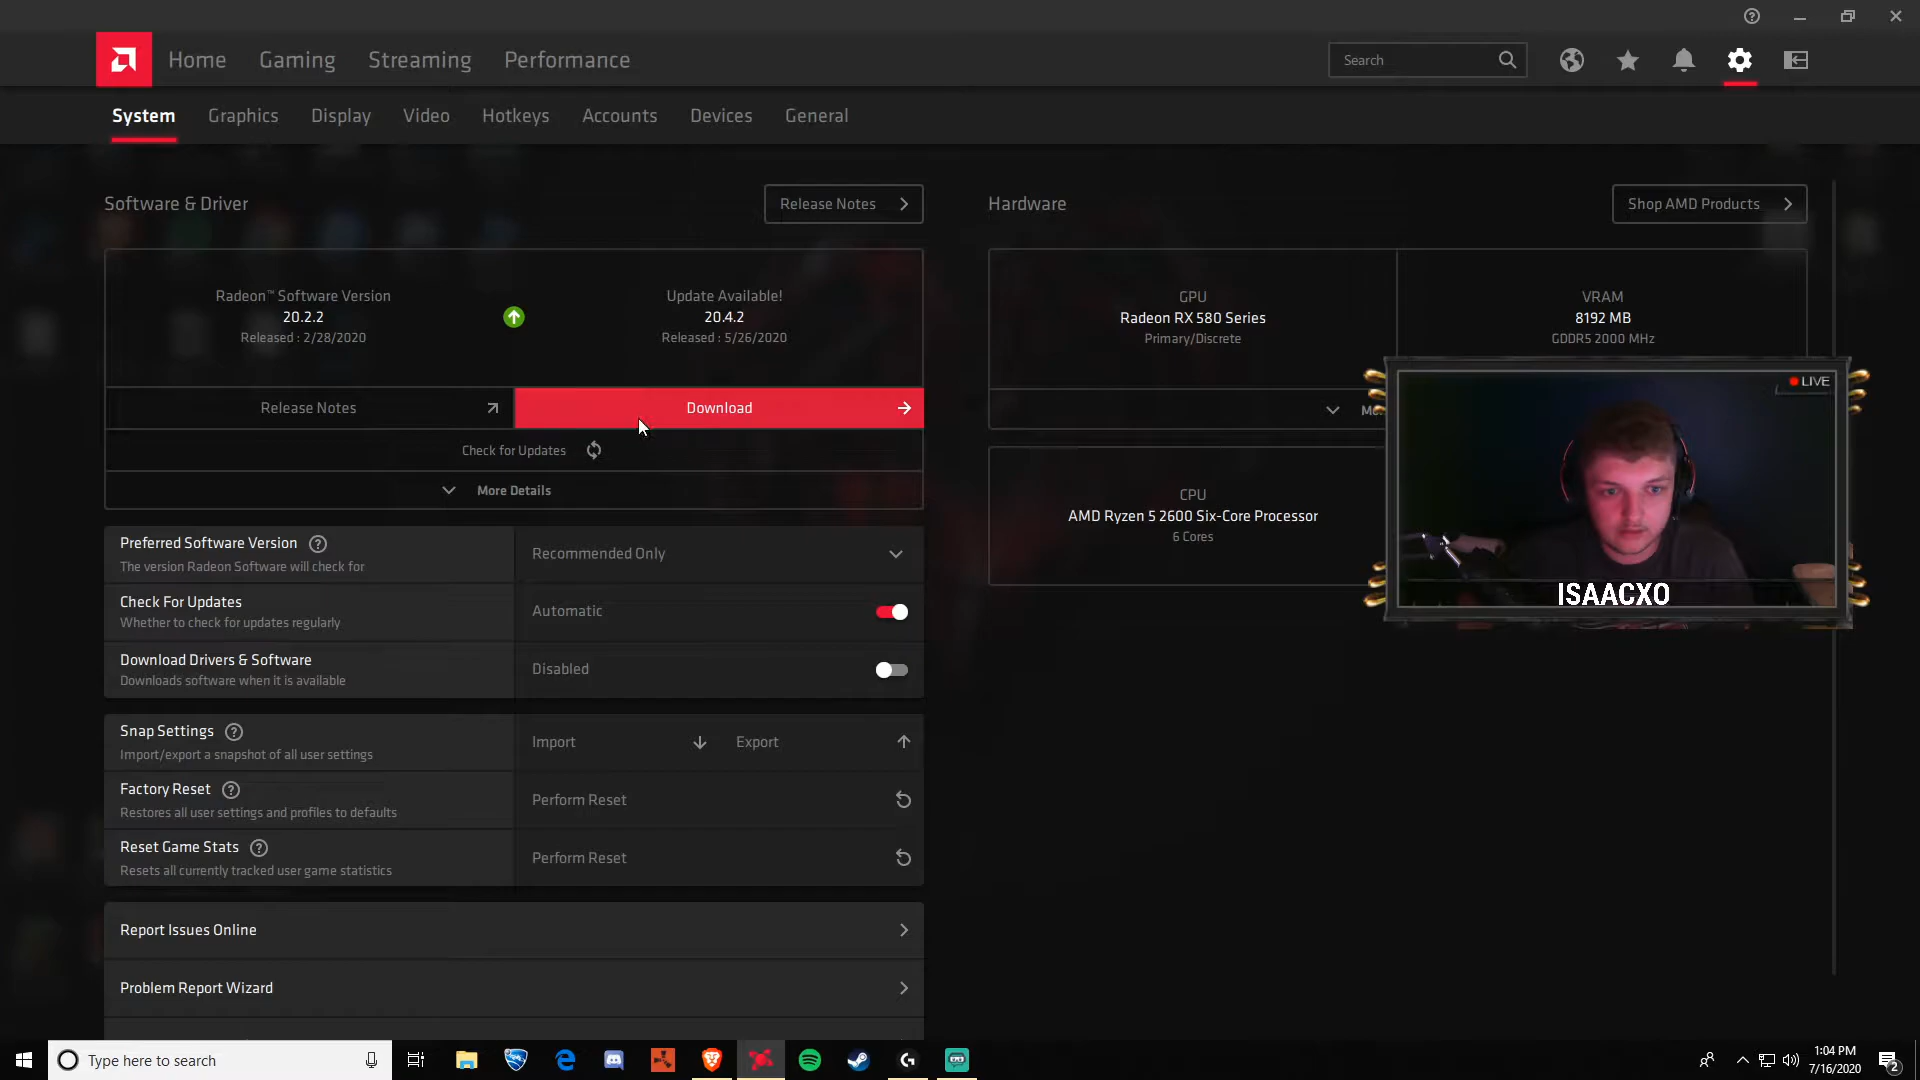 Home
Gaming
Streaming
Performance
Search
System
Graphics
Display
Video
Hotkeys
Accounts
Devices
General
Software & Driver
Release Notes
Radeon™ Software Version
20.2.2
Released : 2/28/2020
Update Available!
20.4.2
Released : 5/26/2020
Release Notes
Download
Check for Updates
More Details
Preferred Software Version
The version Radeon Software will check for
Recommended Only
Check For Updates
Whether to check for updates regularly
Automatic
Download Drivers & Software
Downloads software when it is available
Disabled
Snap Settings
Import/export a snapshot of all user settings
Import
Export
Factory Reset
Restores all user settings and profiles to defaults
Perform Reset
Reset Game Stats
Resets all currently tracked user game statistics
Perform Reset
Report Issues Online
Problem Report Wizard
Hardware
Shop AMD Products
GPU
Radeon RX 580 Series
Primary/Discrete
VRAM
8192 MB
GDDR5 2000 MHz
CPU
AMD Ryzen 5 2600 Six-Core Processor
6 Cores
LIVE
ISAACXO
Type here to search
1:04 PM
7/16/2020
2